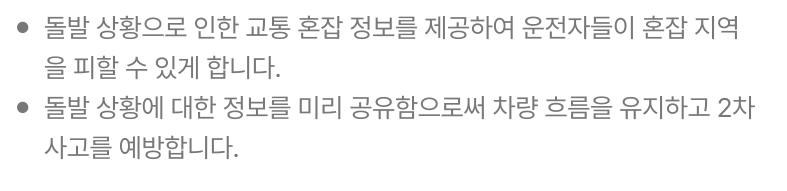 • 돌발 상황으로 인한 교통 혼잡 정보를 제공하여 운전자들이 혼잡 지역
을 피할 수 있게 합니다.
• 돌발 상황에 대한 정보를 미리 공유함으로써 차량 흐름을 유지하고 2차
사고를 예방합니다.